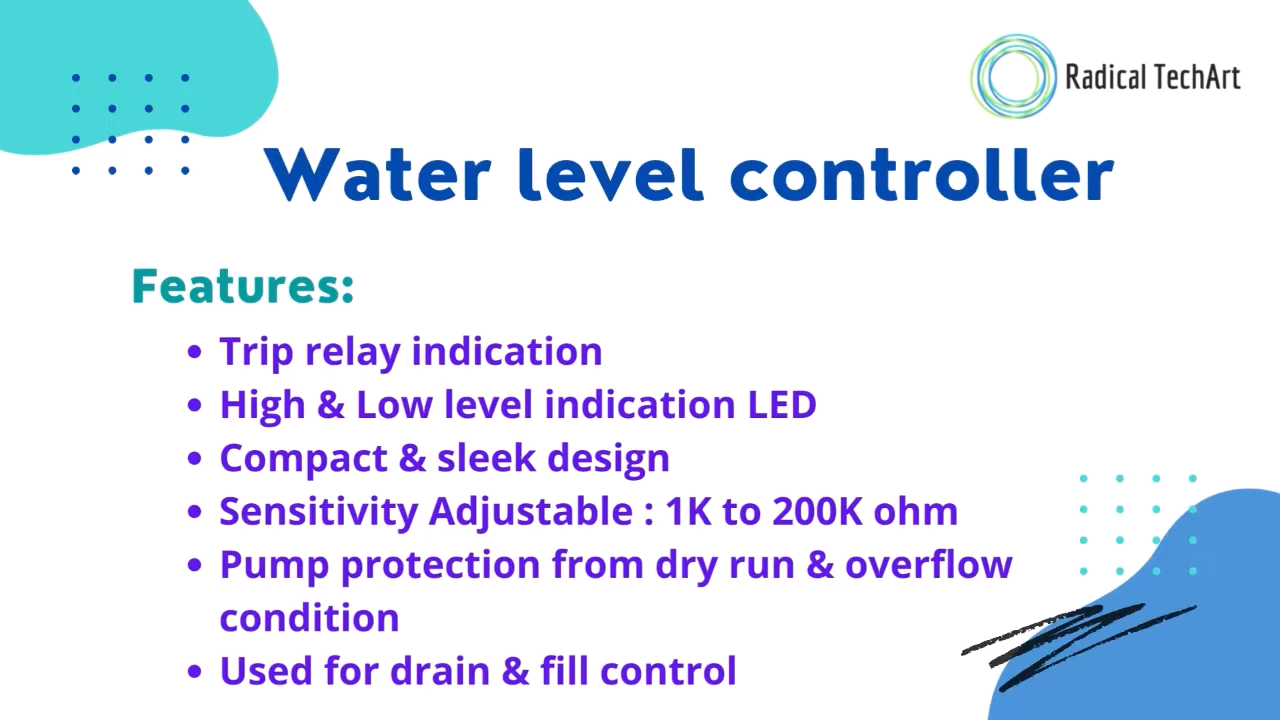 Radical TechArt
Water level controller
Features:
• Trip relay indication
• High & Low level indication LED
• Compact & sleek design
• Sensitivity Adjustable : 1K to 200K ohm
• Pump protection from dry run & overflow
condition
• Used for drain & fill control